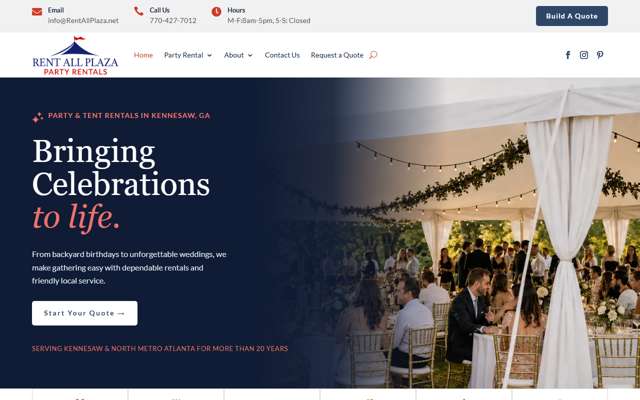 Email
info@RentAllPlaza.net
Call Us
770-427-7012
Hours
M-F:8am-5pm, S-S: Closed
Build A Quote
RENT ALL PLAZA
PARTY RENTALS
Home
Party Rental
About
Contact Us
Request a Quote
PARTY & TENT RENTALS IN KENNESAW, GA
Bringing
Celebrations
to life.
From backyard birthdays to unforgettable weddings, we
make gathering easy with dependable rentals and
friendly local service.
Start Your Quote →
SERVING KENNESAW & NORTH METRO ATLANTA FOR MORE THAN 20 YEARS